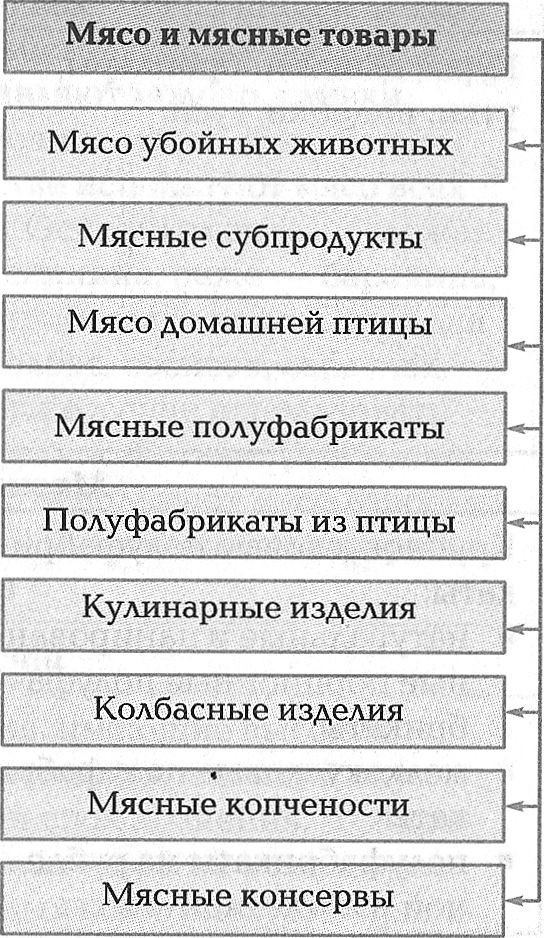 Мясо и мясные товары
Мясо убойных животных
Мясные субпродукты
Мясо домашней птицы
Мясные полуфабрикаты
Полуфабрикаты из птицы
Кулинарные изделия
Колбасные изделия
Мясные копчености
Мясные консервы